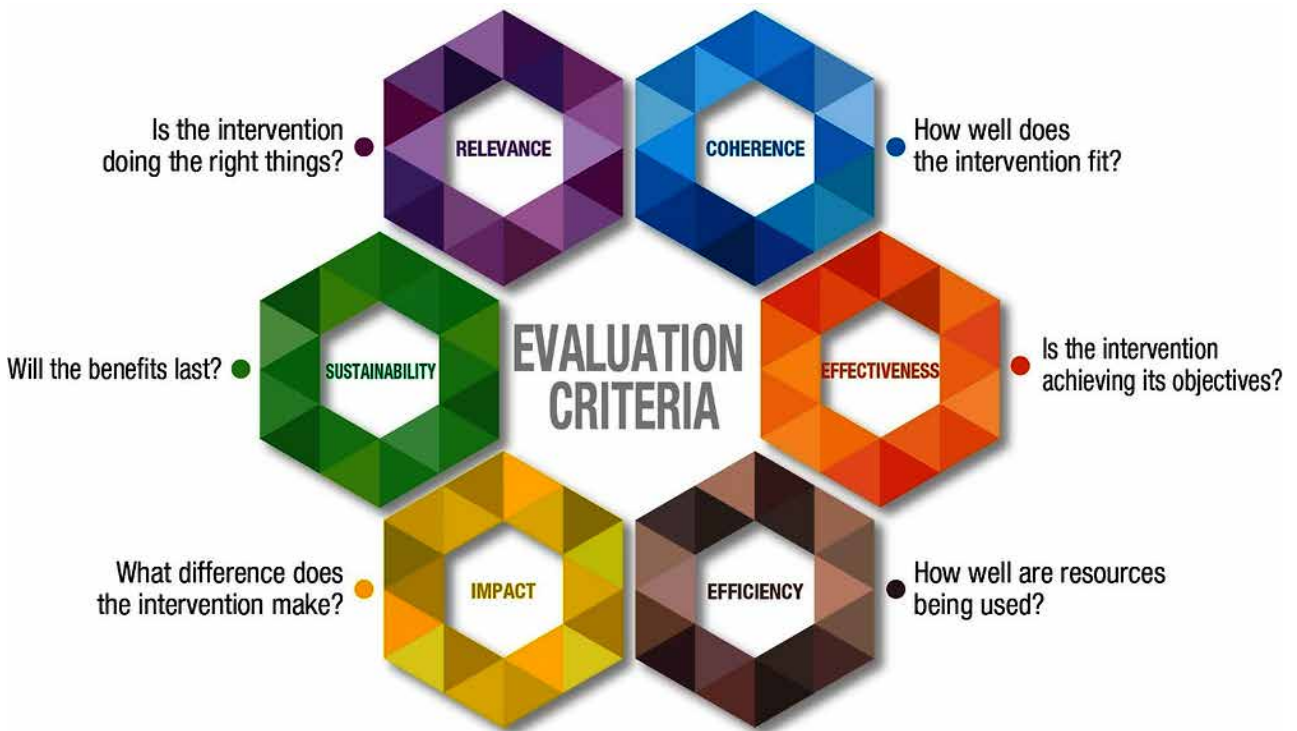 Is the intervention
doing the right things?
RELEVANCE
COHERENCE
How well does
the intervention fit?
Will the benefits last?
SUSTAINABILITY
EVALUATION
CRITERIA
EFFECTIVENESS
Is the intervention
achieving its objectives?
What difference does
the intervention make?
IMPACT
EFFICIENCY
How well are resources
being used?